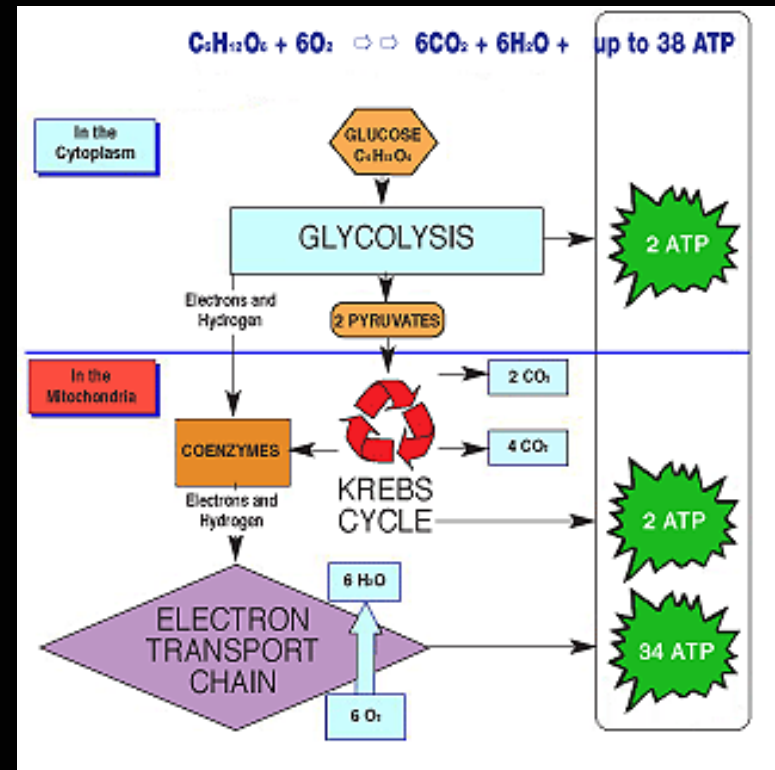 C₆H₁₂O₆ + 6O₂ ⇨ ⇨ 6CO₂ + 6H₂O + up to 38 ATP
In the
Cytoplasm
GLUCOSE
C₆H₁₂O₆
GLYCOLYSIS
2 ATP
Electrons and
Hydrogen
2 PYRUVATES
In the
Mitochondria
2 CO₂
COENZYMES
4 CO₂
KREBS
CYCLE
Electrons and
Hydrogen
2 ATP
6 H₂O
ELECTRON
TRANSPORT
CHAIN
34 ATP
6 O₂